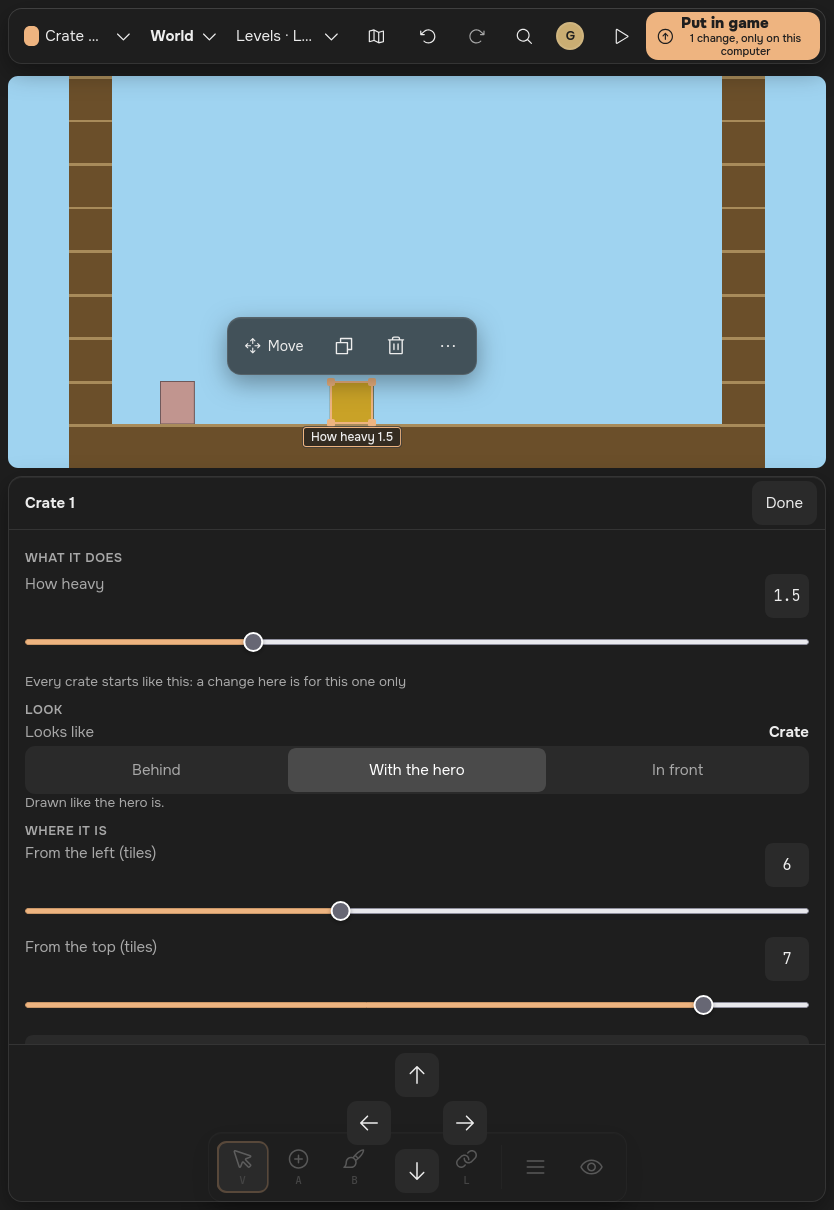 Crate ...
World
Levels · L...
G
Put in game
1 change, only on this
computer
Move
How heavy 1.5
Crate 1
Done
WHAT IT DOES
How heavy
1.5
Every crate starts like this: a change here is for this one only
LOOK
Looks like
Crate
Behind
With the hero
In front
Drawn like the hero is.
WHERE IT IS
From the left (tiles)
6
From the top (tiles)
7
V
A
B
L